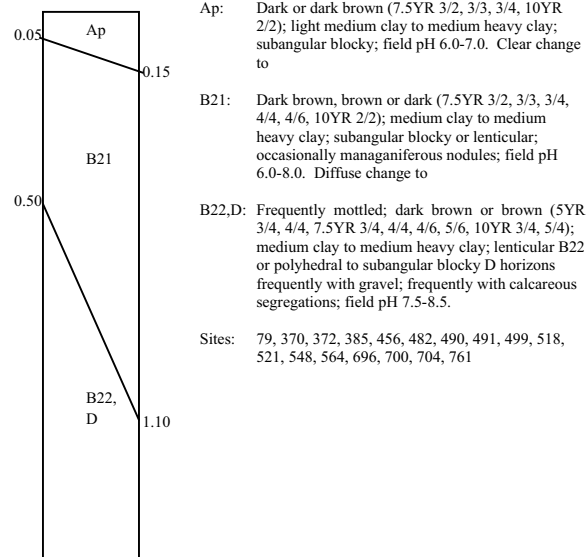 0.05
Ap
0.15
B21
0.50
B22,
D
1.10
Ap: Dark or dark brown (7.5YR 3/2, 3/3, 3/4, 10YR
2/2); light medium clay to medium heavy clay;
subangular blocky; field pH 6.0-7.0. Clear change
to
B21: Dark brown, brown or dark (7.5YR 3/2, 3/3, 3/4,
4/4, 4/6, 10YR 2/2); medium clay to medium
heavy clay; subangular blocky or lenticular;
occasionally managaniferous nodules; field pH
6.0-8.0. Diffuse change to
B22,D: Frequently mottled; dark brown or brown (5YR
3/4, 4/4, 7.5YR 3/4, 4/4, 4/6, 5/6, 10YR 3/4, 5/4);
medium clay to medium heavy clay; lenticular B22
or polyhedral to subangular blocky D horizons
frequently with gravel; frequently with calcareous
segregations; field pH 7.5-8.5.
Sites: 79, 370, 372, 385, 456, 482, 490, 491, 499, 518,
521, 548, 564, 696, 700, 704, 761